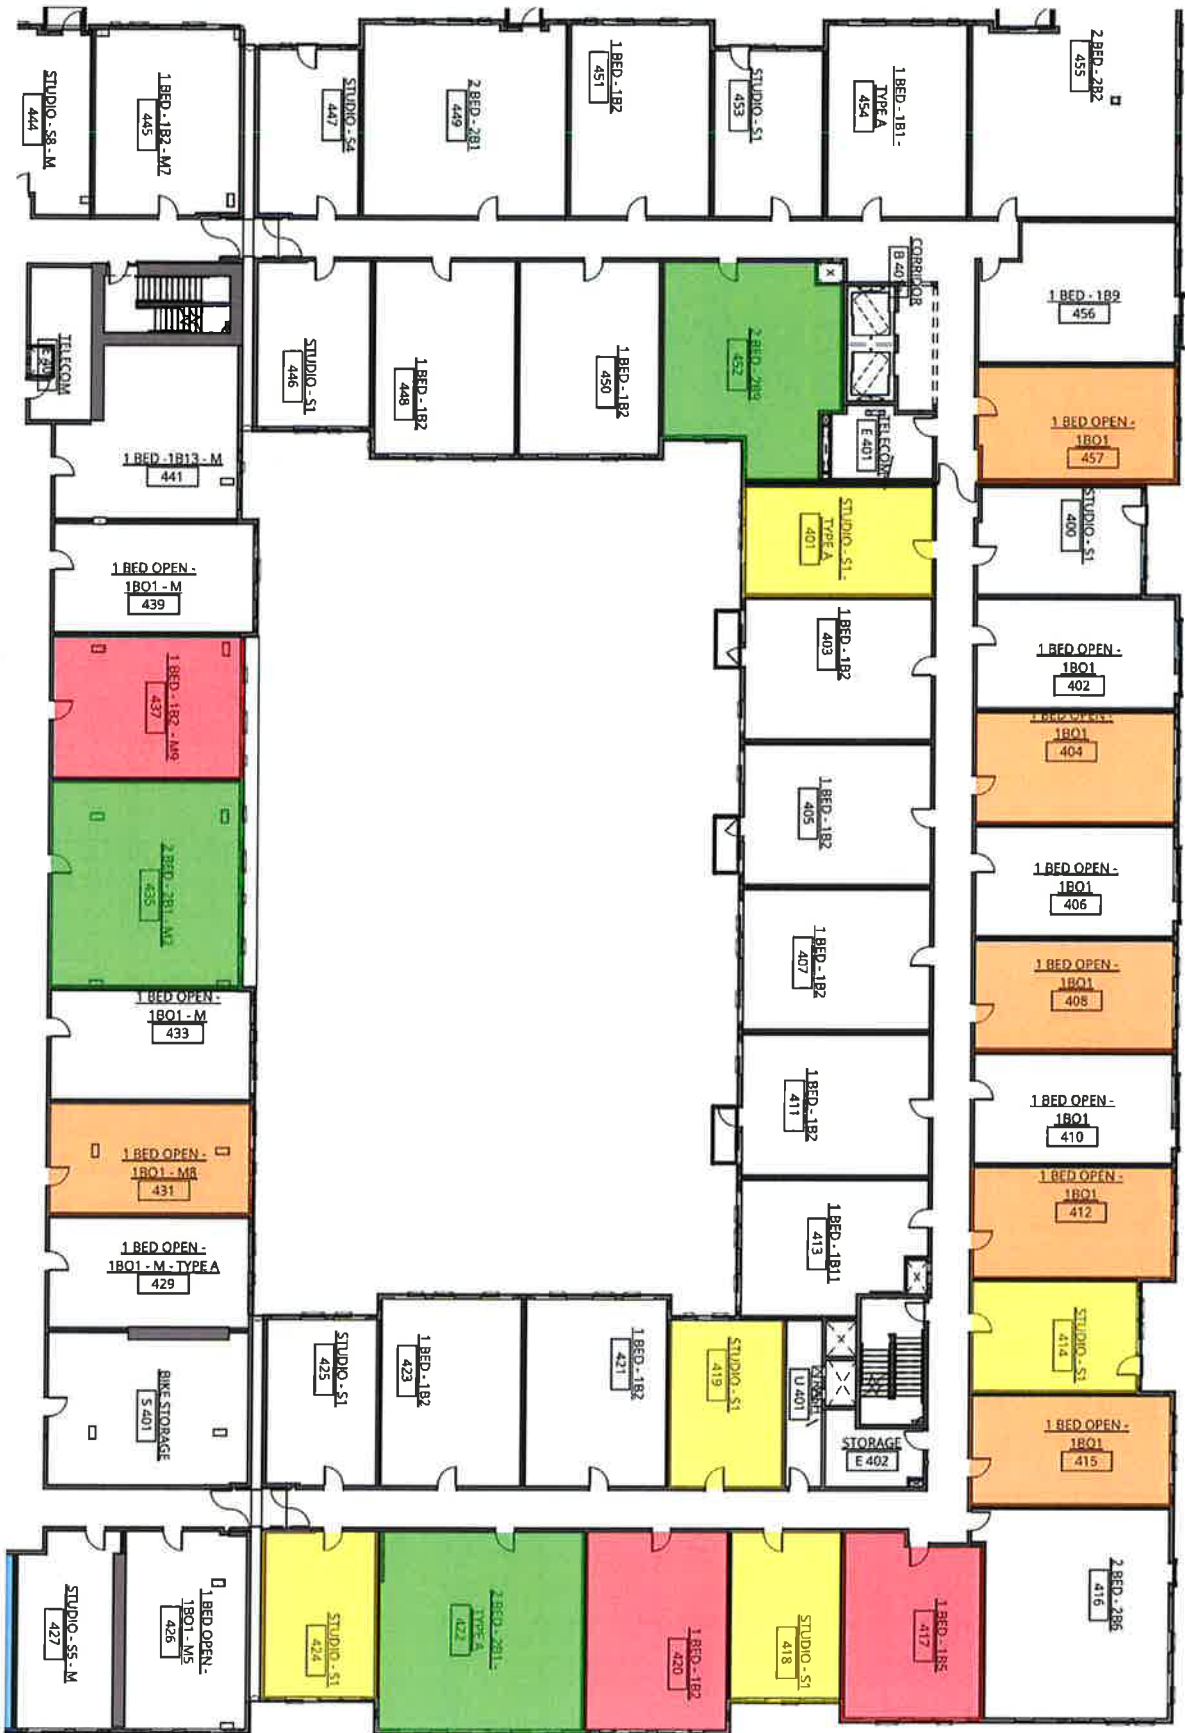 STUDIO - S8 - M
444
1 BED - 1B2 - M7
445
STUDIO - S4
447
2 BED - 2B1
449
1 BED - 1B2
451
STUDIO - S1
453
1 BED - 1B1 -
TYPE A
454
2 BED - 2B2
455
CORRIDOR
1 BED - 1B9
456
TELECOM
STUDIO - S1
446
1 BED - 1B2
448
1 BED - 1B2
450
2 BED - 2B9
452
TELECOM
E 401
1 BED OPEN -
1BO1
457
1 BED -1B13 - M
441
STUDIO - S1 -
TYPE A
401
STUDIO - S1
400
1 BED OPEN -
1BO1 - M
439
1 BED - 1B2
403
1 BED OPEN -
1BO1
402
1 BED - 1B2 - M9
437
1 BED OPEN -
1BO1
404
2 BED - 2B1 - M2
435
1 BED - 1B2
405
1 BED OPEN -
1BO1
406
1 BED - 1B2
407
1 BED OPEN -
1BO1
408
1 BED OPEN -
1BO1 - M
433
1 BED - 1B2
411
1 BED OPEN -
1BO1
410
1 BED OPEN -
1BO1 - M8
431
1 BED - 1B11
413
1 BED OPEN -
1BO1
412
1 BED OPEN -
1BO1 - M - TYPE A
429
STUDIO - S1
425
1 BED - 1B2
423
1 BED - 1B2
421
STUDIO - S1
419
U 401
STUDIO - S1
414
BIKE STORAGE
S 401
STORAGE
E 402
1 BED OPEN -
1BO1
415
STUDIO - S5 - M
427
1 BED OPEN -
1BO1 - M5
426
STUDIO - S1
424
2 BED - 2B1 -
TYPE A
422
1 BED - 1B2
420
STUDIO - S1
418
1 BED - 1B5
417
2 BED - 2B6
416